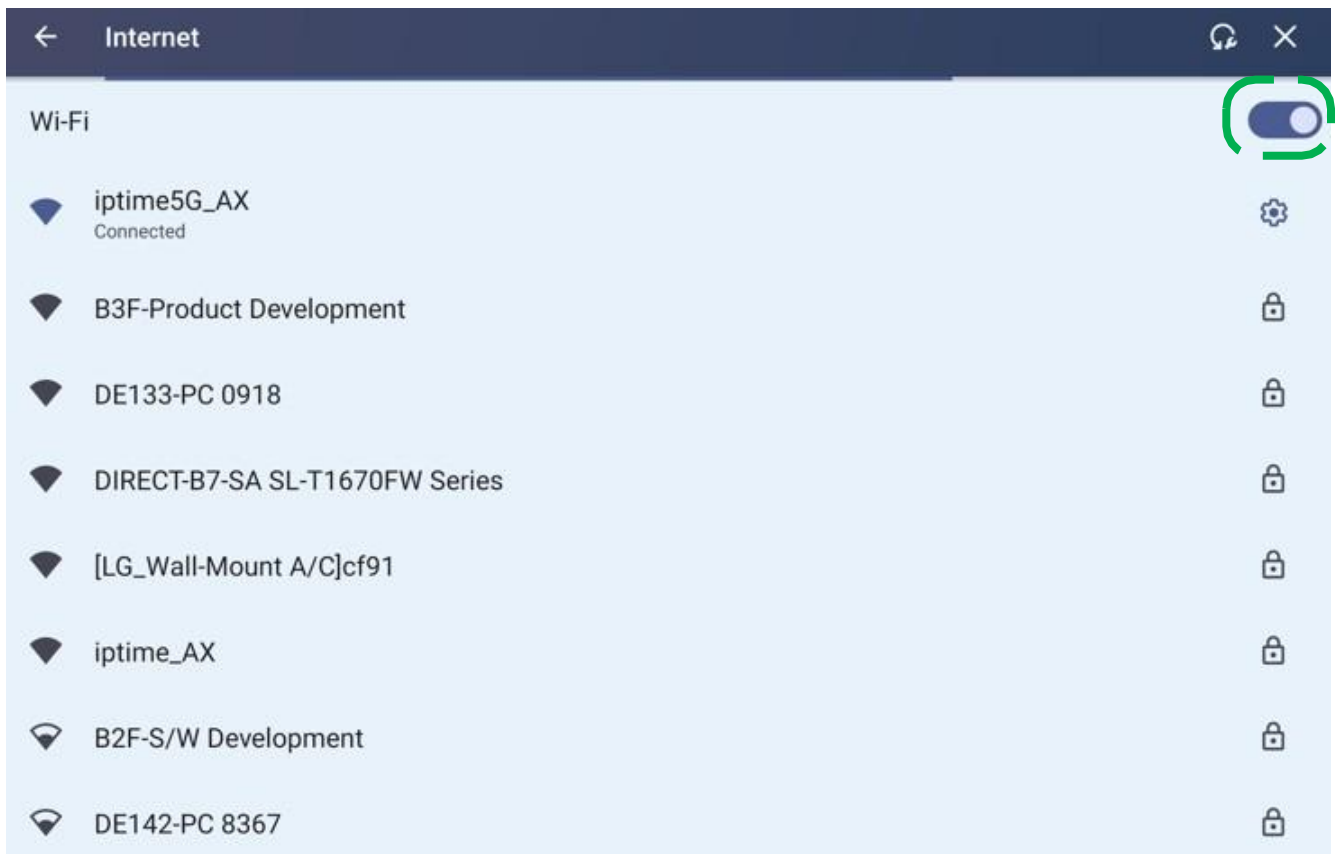 Internet
Wi-Fi
iptime5G_AX
Connected
B3F-Product Development
DE133-PC 0918
DIRECT-B7-SA SL-T1670FW Series
[LG_Wall-Mount A/C]cf91
iptime_AX
B2F-S/W Development
DE142-PC 8367